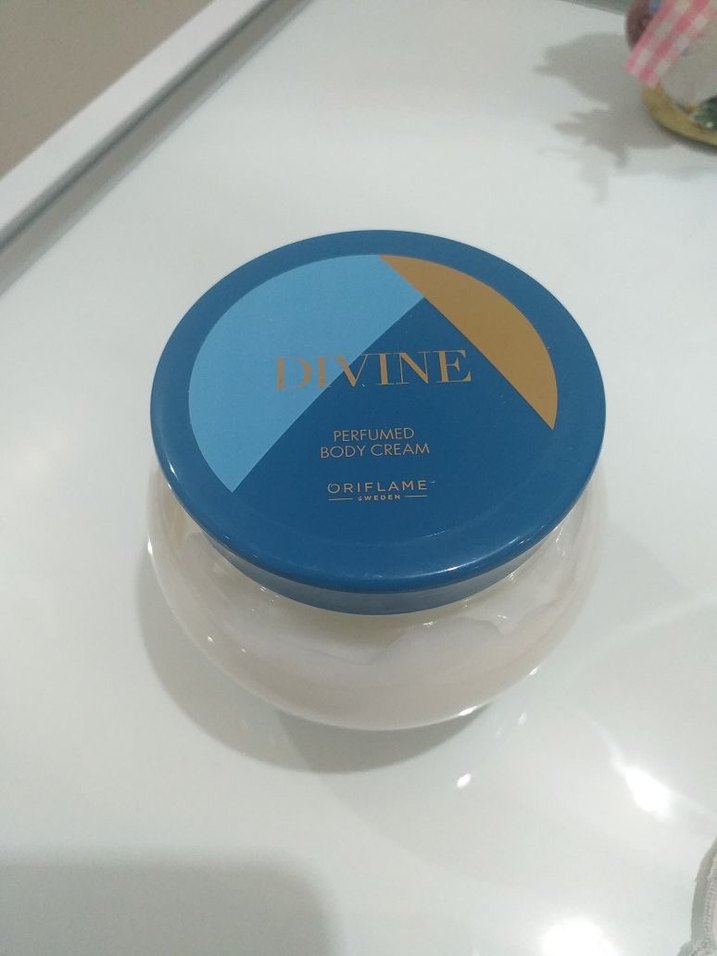 DIVINE
PERFUMED
BODY CREAM
ORIFLAME
SWEDEN